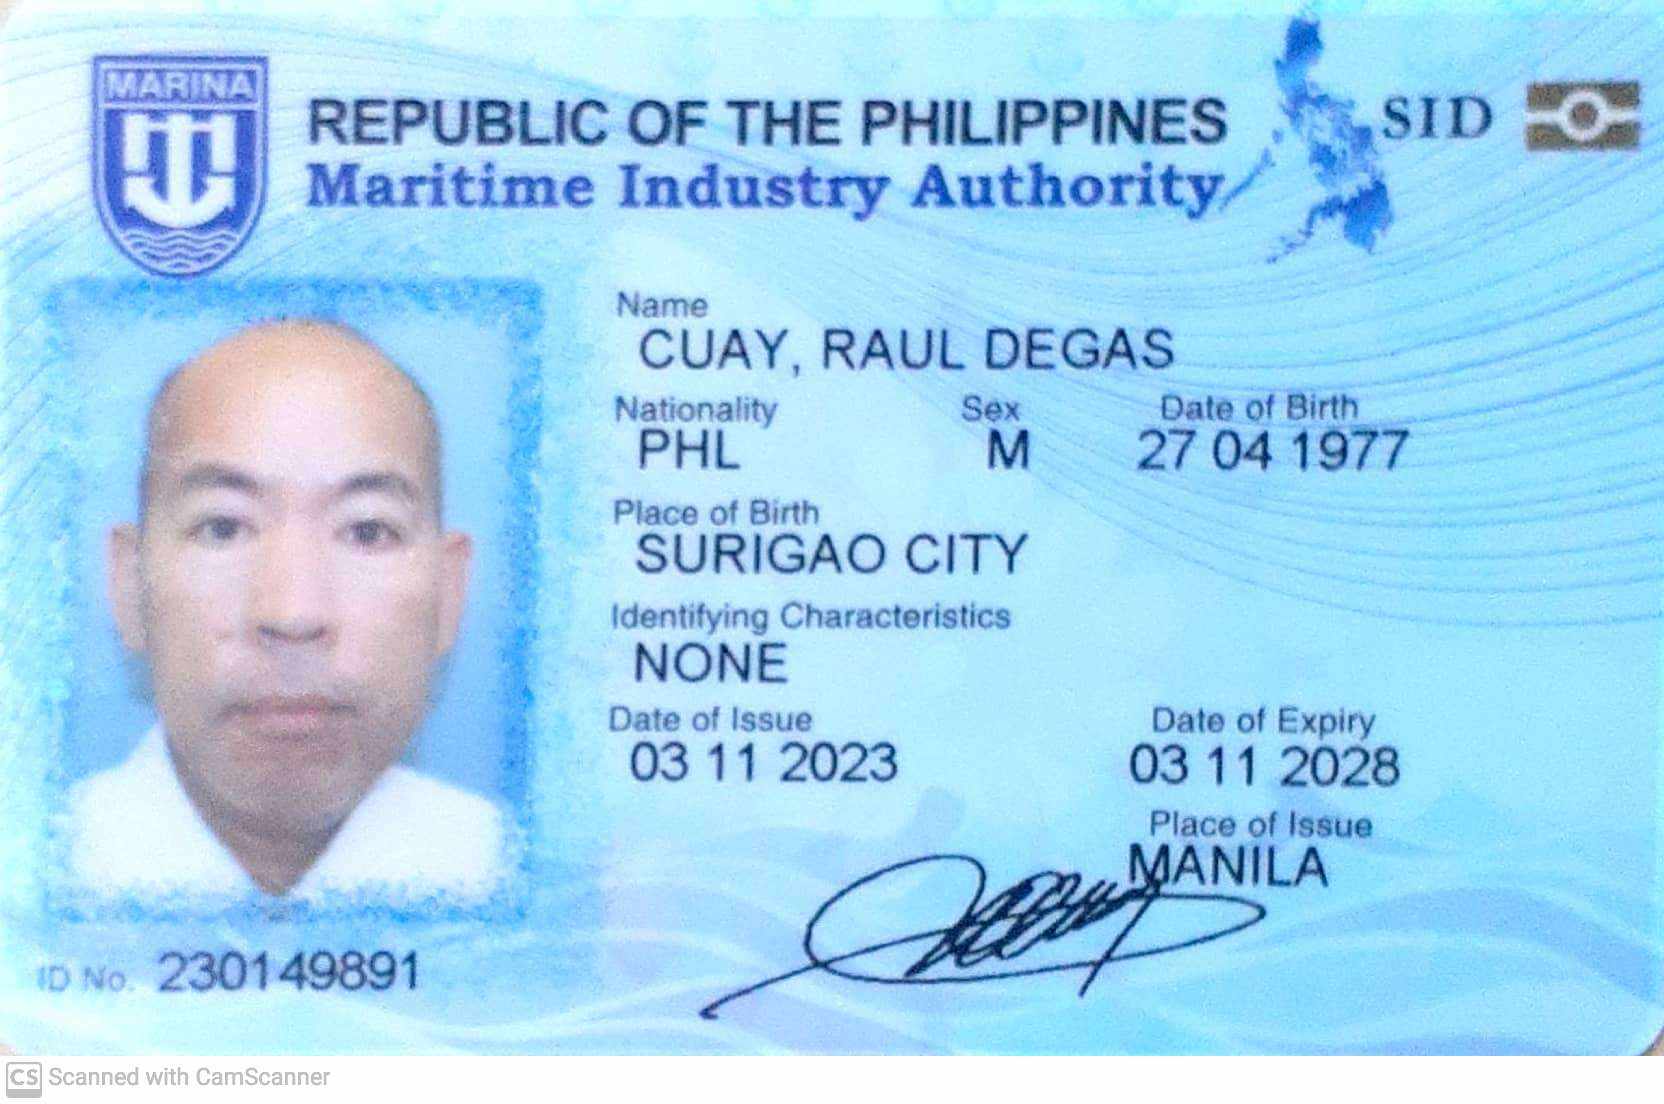 MARINA
REPUBLIC OF THE PHILIPPINES
Maritime Industry Authority
SID
Name
CUAY, RAUL DEGAS
Nationality Sex Date of Birth
PHL M 27 04 1977
Place of Birth
SURIGAO CITY
Identifying Characteristics
NONE
Date of Issue Date of Expiry
03 11 2023 03 11 2028
Place of Issue
MANILA
ID No. 230149891
CS Scanned with CamScanner